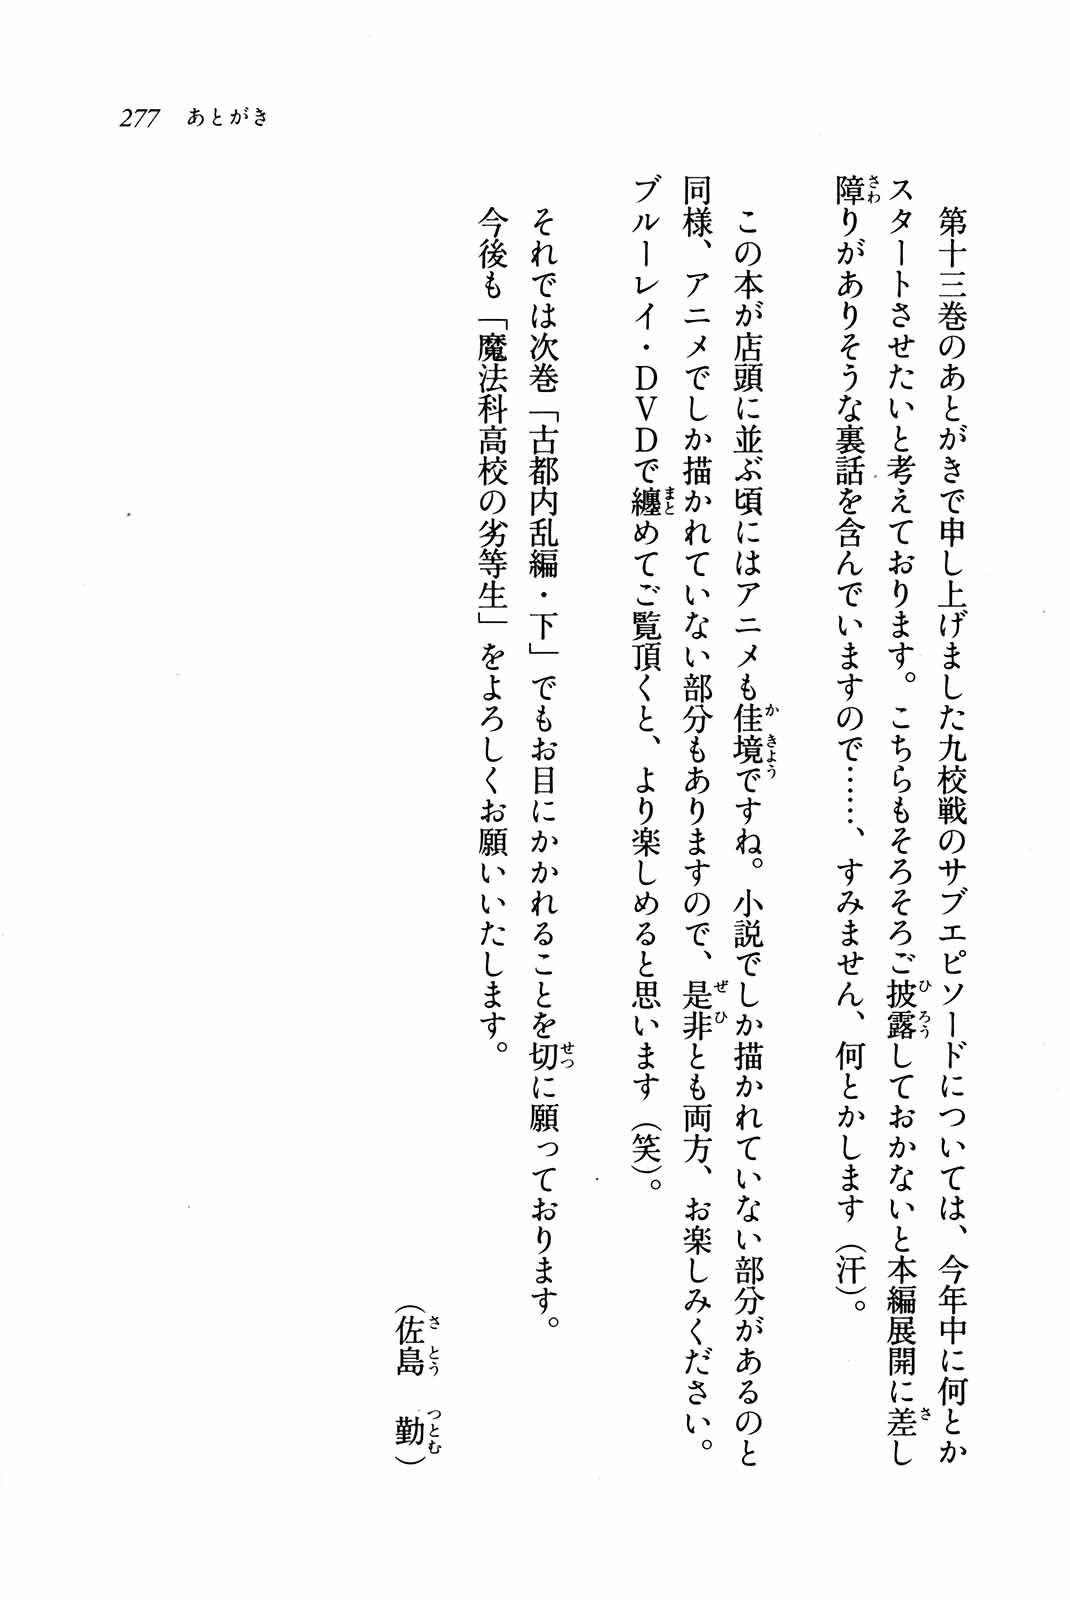 277 あとがき
第十三巻のあとがきで申し上げました九校戦のサブエピソードについては、今年中に何とか
スタートさせたいと考えております。こちらもそろそろご披露しておかないと本編展開に差し
障りがありそうな裏話を含んでいますので……、すみません、何とかします（汗）。
この本が店頭に並ぶ頃にはアニメも佳境ですね。小説でしか描かれていない部分があるのと
同様、アニメでしか描かれていない部分もありますので、是非とも両方、お楽しみください。
ブルーレイ・ＤＶＤで纏めてご覧頂くと、より楽しめると思います（笑）。
それでは次巻「古都内乱編・下」でもお目にかかれることを切に願っております。
今後も「魔法科高校の劣等生」をよろしくお願いいたします。
（佐島　勤）